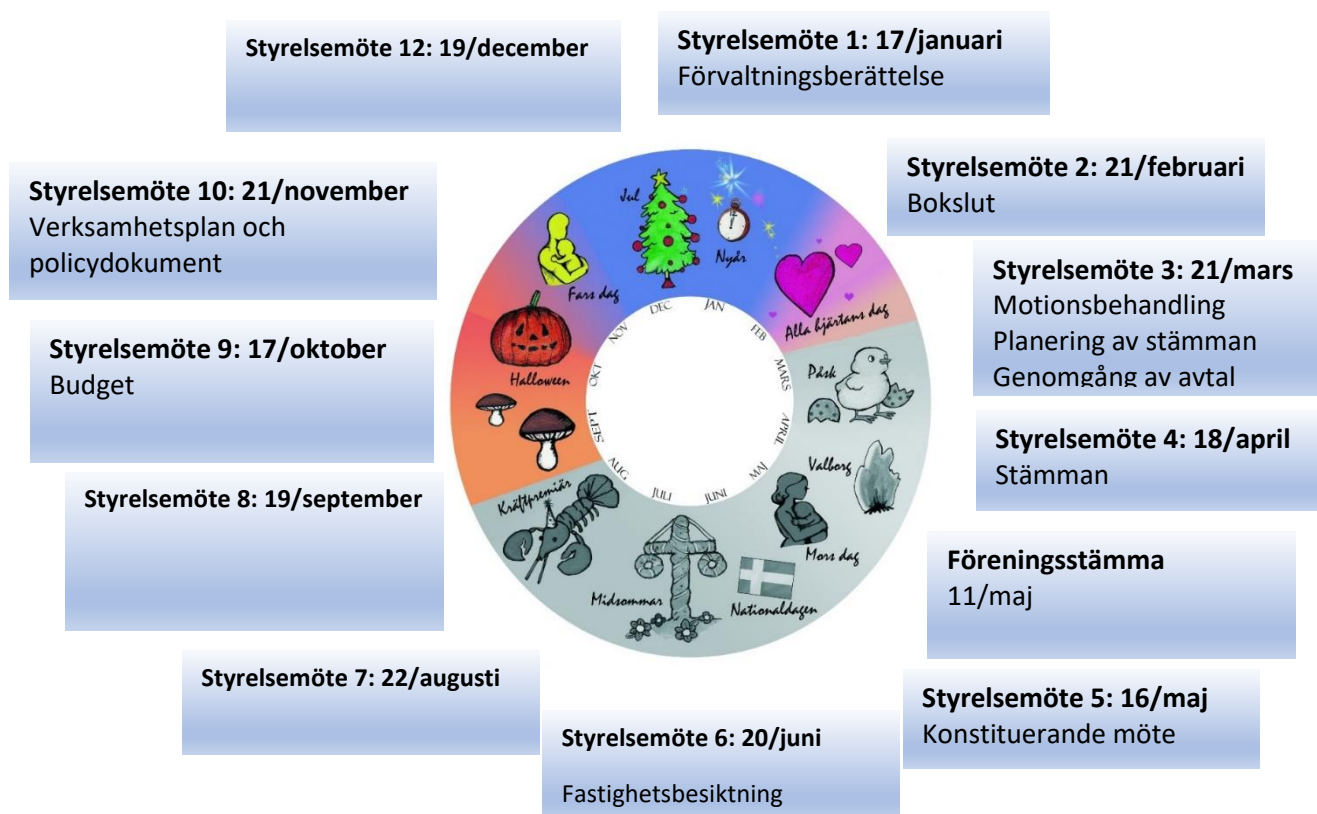 Styrelsemöte 12: 19/december
Styrelsemöte 1: 17/januari
Förvaltningsberättelse
Styrelsemöte 2: 21/februari
Bokslut
Styrelsemöte 10: 21/november
Verksamhetsplan och
policydokument
Styrelsemöte 3: 21/mars
Motionsbehandling
Planering av stämman
Genomgång av avtal
Styrelsemöte 9: 17/oktober
Budget
Styrelsemöte 4: 18/april
Stämman
Styrelsemöte 8: 19/september
Föreningsstämma
11/maj
Styrelsemöte 7: 22/augusti
Styrelsemöte 5: 16/maj
Konstituerande möte
Styrelsemöte 6: 20/juni
Fastighetsbesiktning
Jul
12
Nyår
Alla hjärtans dag
Påsk
Valborg
Mors dag
Nationaldagen
Midsommar
Kräftpremiär
Halloween
Fars dag
JAN
FEB
MARS
APRIL
MAJ
JUNI
JULI
AUG
SEPT
OKT
NOV
DEC